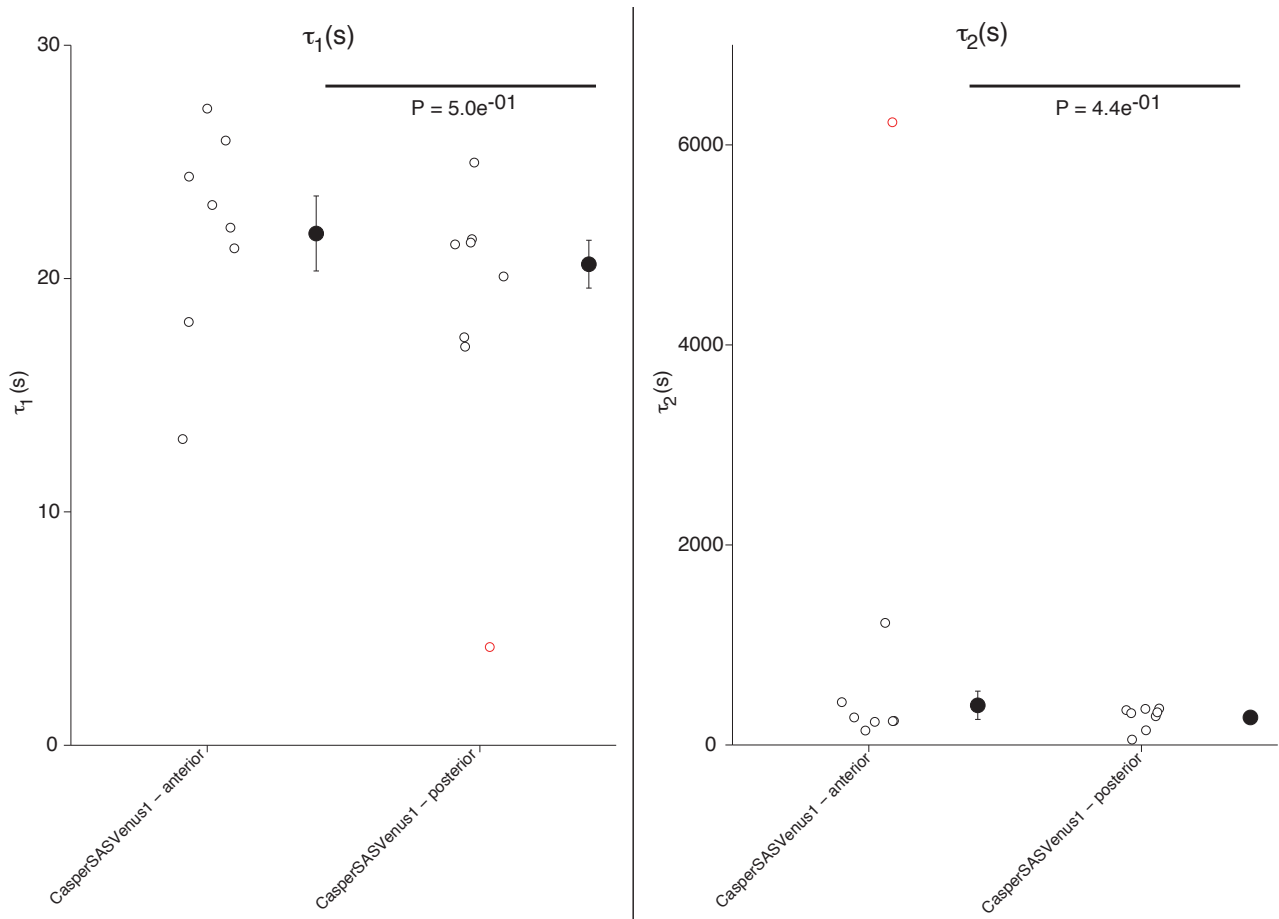 τ1(s)
30
20
10
0
τ1(s)
P = 5.0e-01
CasperSASVenus1 – anterior
CasperSASVenus1 – posterior
τ2(s)
6000
4000
2000
0
τ2(s)
P = 4.4e-01
CasperSASVenus1 – anterior
CasperSASVenus1 – posterior